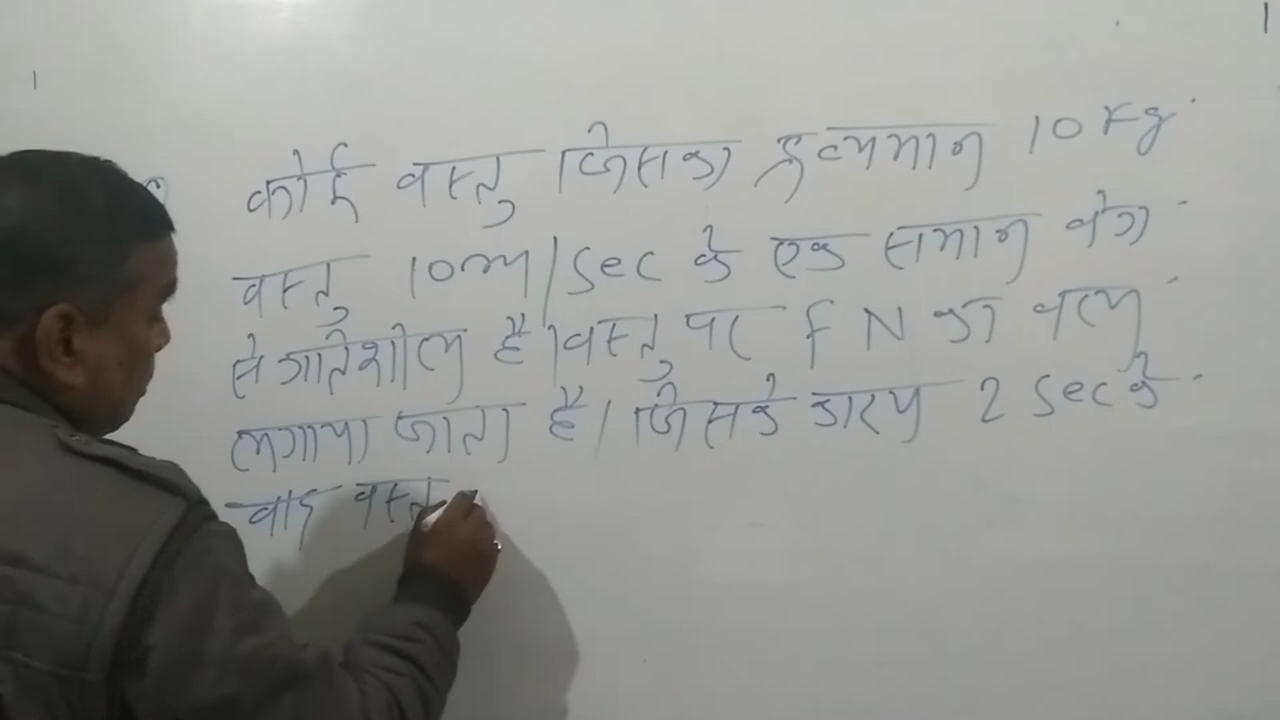 कोई वस्तु जिसका द्रव्यमान 10 Kg.
वस्तु 10m/sec के एक समान वेग
से गतिशील है। वस्तु पर F N का बल
लगाया जाता है। जिसके कारण 2 sec के
बाद वस्तु